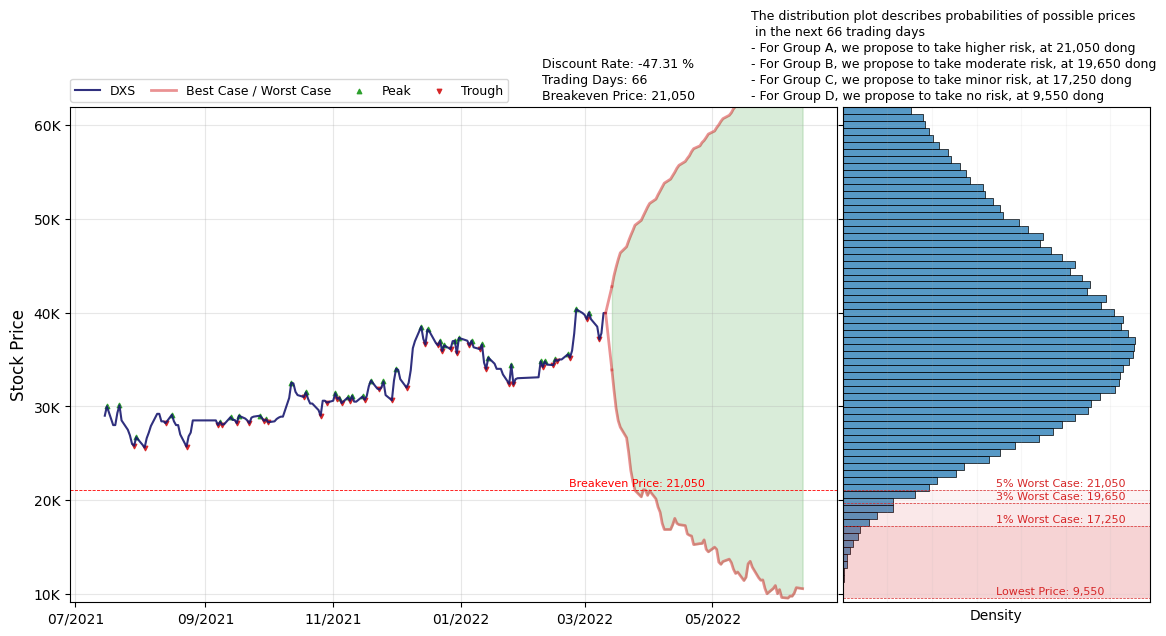 The distribution plot describes probabilities of possible prices
in the next 66 trading days
- For Group A, we propose to take higher risk, at 21,050 dong
- For Group B, we propose to take moderate risk, at 19,650 dong
- For Group C, we propose to take minor risk, at 17,250 dong
- For Group D, we propose to take no risk, at 9,550 dong
Discount Rate: -47.31 %
Trading Days: 66
Breakeven Price: 21,050
DXS Best Case / Worst Case Peak Trough
Stock Price
60K
50K
40K
30K
20K
10K
Breakeven Price: 21,050
5% Worst Case: 21,050
3% Worst Case: 19,650
1% Worst Case: 17,250
Lowest Price: 9,550
07/2021 09/2021 11/2021 01/2022 03/2022 05/2022
Density